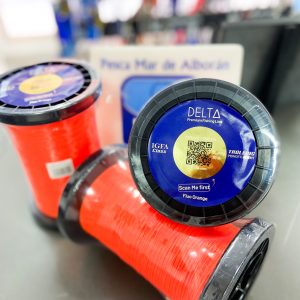 Pesca Mar de Alborán
DELTA
Premium Fishing Line
IGFA
CLASS
Scan Me first
Fluo Orange